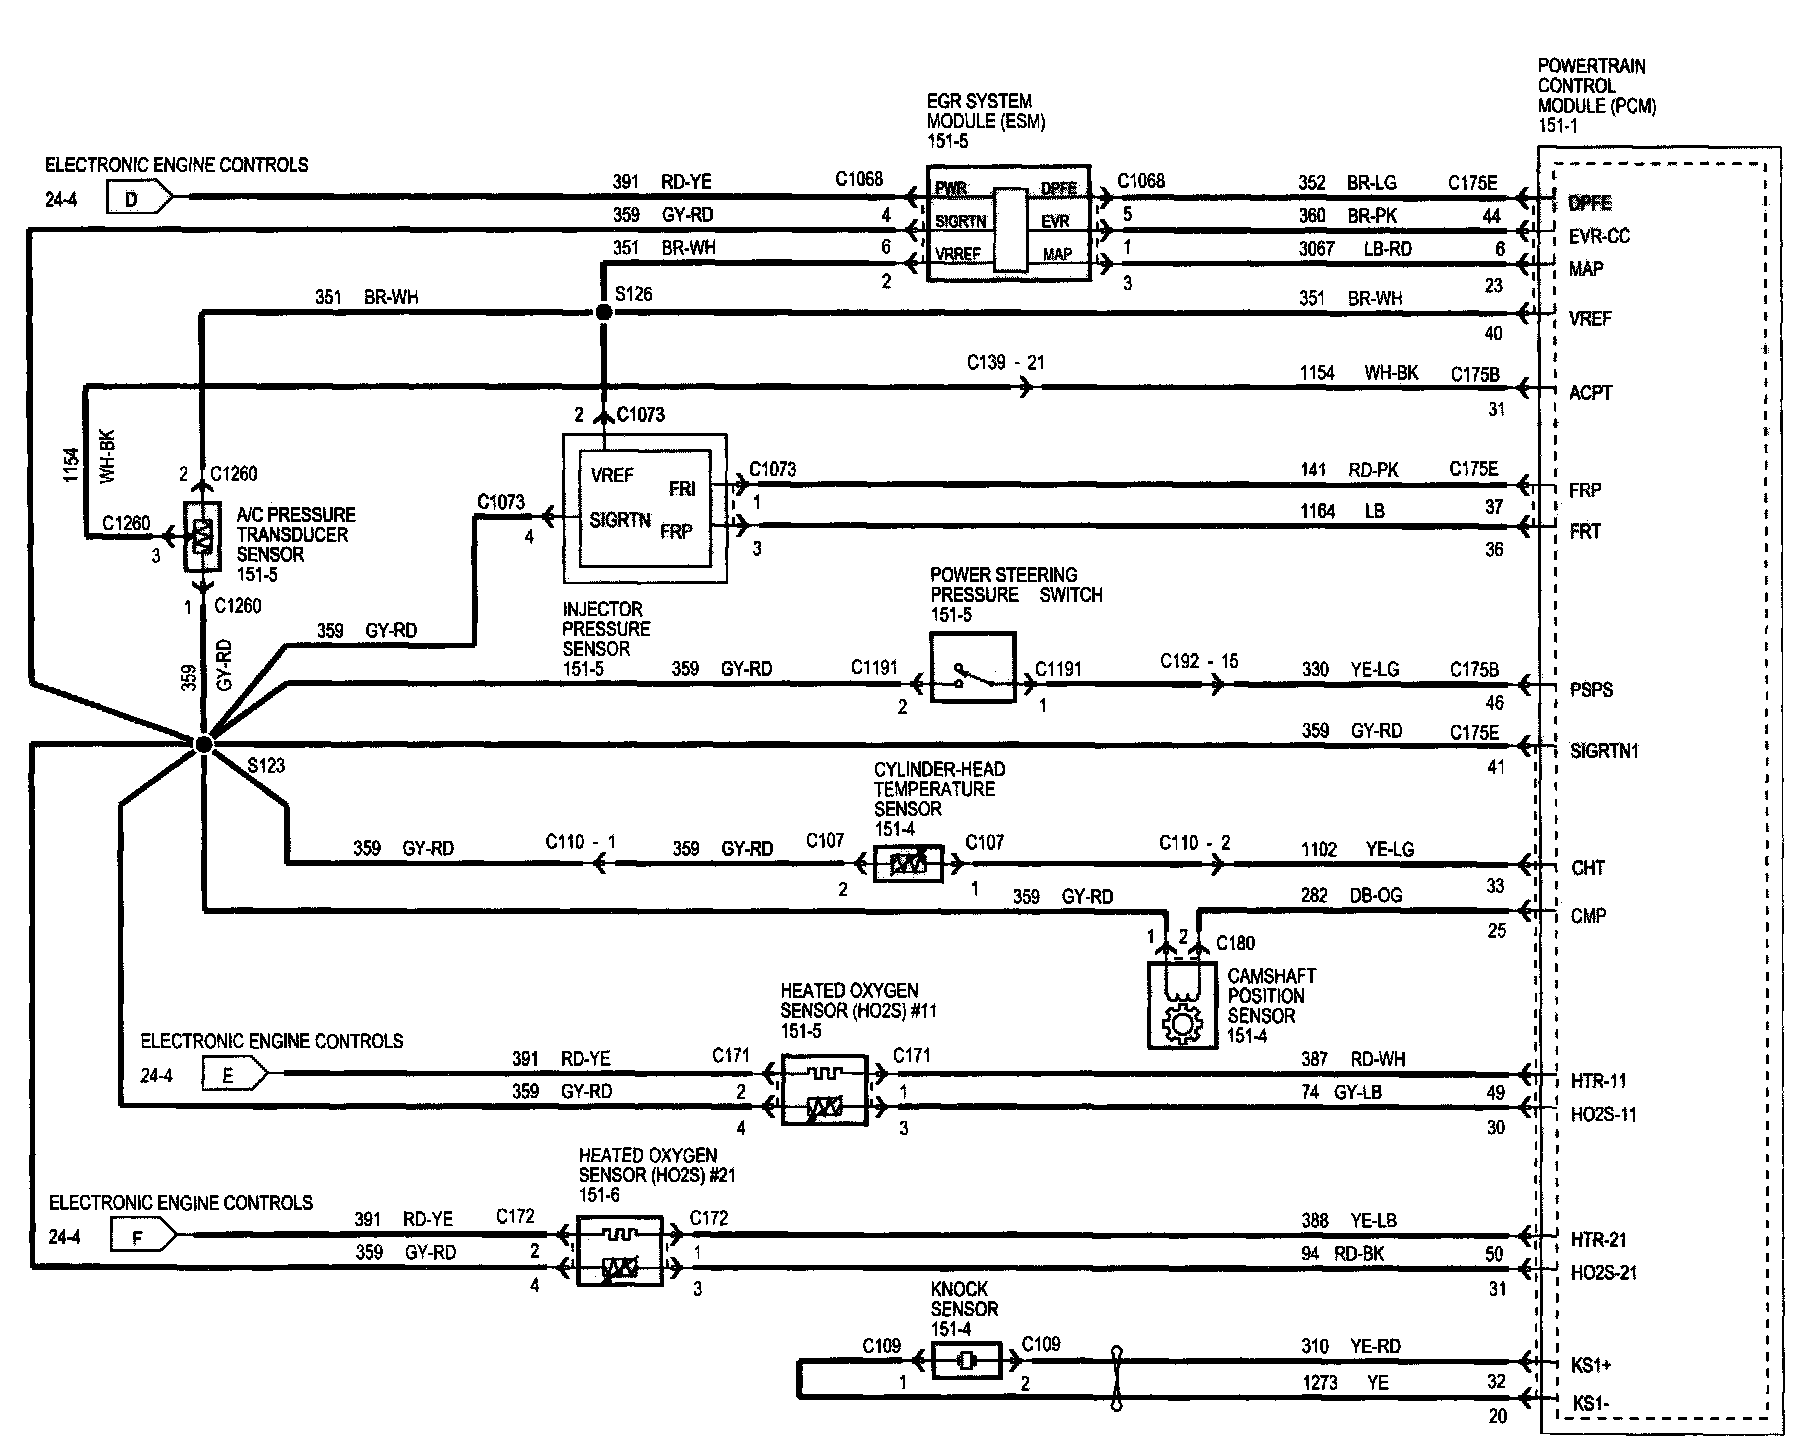 POWERTRAIN
CONTROL
MODULE (PCM)
151-1
EGR SYSTEM
MODULE (ESM)
151-5
ELECTRONIC ENGINE CONTROLS
24-4 D
391 RD-YE C1068 PWR DPFE C1068 352 BR-LG C175E DPFE
4 5 44
359 GY-RD SIGRTN EVR 360 BR-PK EVR-CC
6 1 6
351 BR-WH VRREF MAP 3067 LB-RD MAP
2 3 23
351 BR-WH S126 351 BR-WH VREF
40
C139 - 21 1154 WH-BK C175B ACPT
31
1154 WH-BK
2 C1073
2 C1260
VREF
FRI C1073 141 RD-PK C175E FRP
1 37
C1073 SIGRTN
4
FRP 1164 LB FRT
3 36
C1260
3
A/C PRESSURE
TRANSDUCER
SENSOR
151-5
1 C1260
359 GY-RD
INJECTOR
PRESSURE
SENSOR
151-5
359 GY-RD
POWER STEERING
PRESSURE SWITCH
151-5
359 GY-RD C1191 C1191 C192 - 15 330 YE-LG C175B PSPS
2 1 46
S123 359 GY-RD C175E SIGRTN1
41
CYLINDER-HEAD
TEMPERATURE
SENSOR
151-4
359 GY-RD C110 - 1 359 GY-RD C107 C107 C110 - 2 1102 YE-LG CHT
2 1 33
359 GY-RD 282 DB-OG CMP
25
1 2 C180
CAMSHAFT
POSITION
SENSOR
151-4
HEATED OXYGEN
SENSOR (HO2S) #11
151-5
ELECTRONIC ENGINE CONTROLS
24-4 E
391 RD-YE C171 C171 387 RD-WH HTR-11
2 1 49
359 GY-RD 74 GY-LB HO2S-11
4 3 30
HEATED OXYGEN
SENSOR (HO2S) #21
151-6
ELECTRONIC ENGINE CONTROLS
24-4 F
391 RD-YE C172 C172 388 YE-LB HTR-21
2 1 50
359 GY-RD 94 RD-BK HO2S-21
4 3 31
KNOCK
SENSOR
151-4
C109 C109 310 YE-RD KS1+
1 2 32
1273 YE KS1-
20